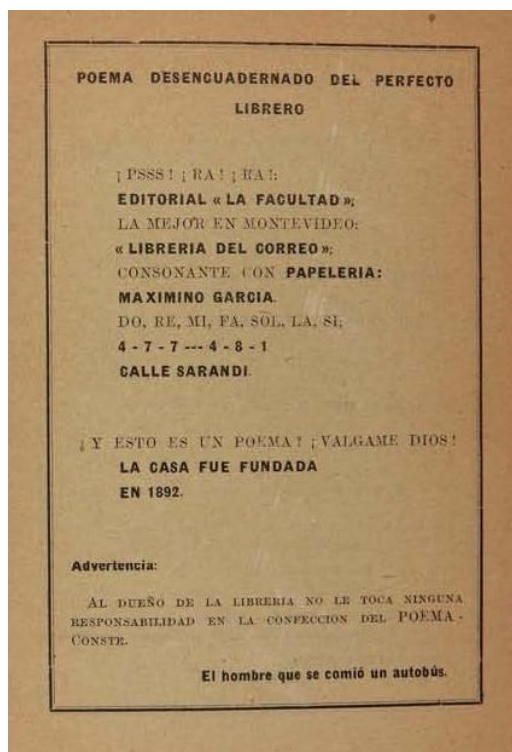 POEMA DESENCUADERNADO DEL PERFECTO
LIBRERO
¡PSSS! ¡RA! ¡RA!:
EDITORIAL «LA FACULTAD»;
LA MEJOR EN MONTEVIDEO:
«LIBRERIA DEL CORREO»;
CONSONANTE CON PAPELERIA:
MAXIMINO GARCIA.
DO, RE, MI, FA, SOL, LA, SI;
4 - 7 - 7 --- 4 - 8 - 1
CALLE SARANDI.
¿Y ESTO ES UN POEMA? ¡VALGAME DIOS!
LA CASA FUE FUNDADA
EN 1892.
Advertencia:
AL DUEÑO DE LA LIBRERIA NO LE TOCA NINGUNA
RESPONSABILIDAD EN LA CONFECCION DEL POEMA -
CONSTE.
El hombre que se comió un autobús.